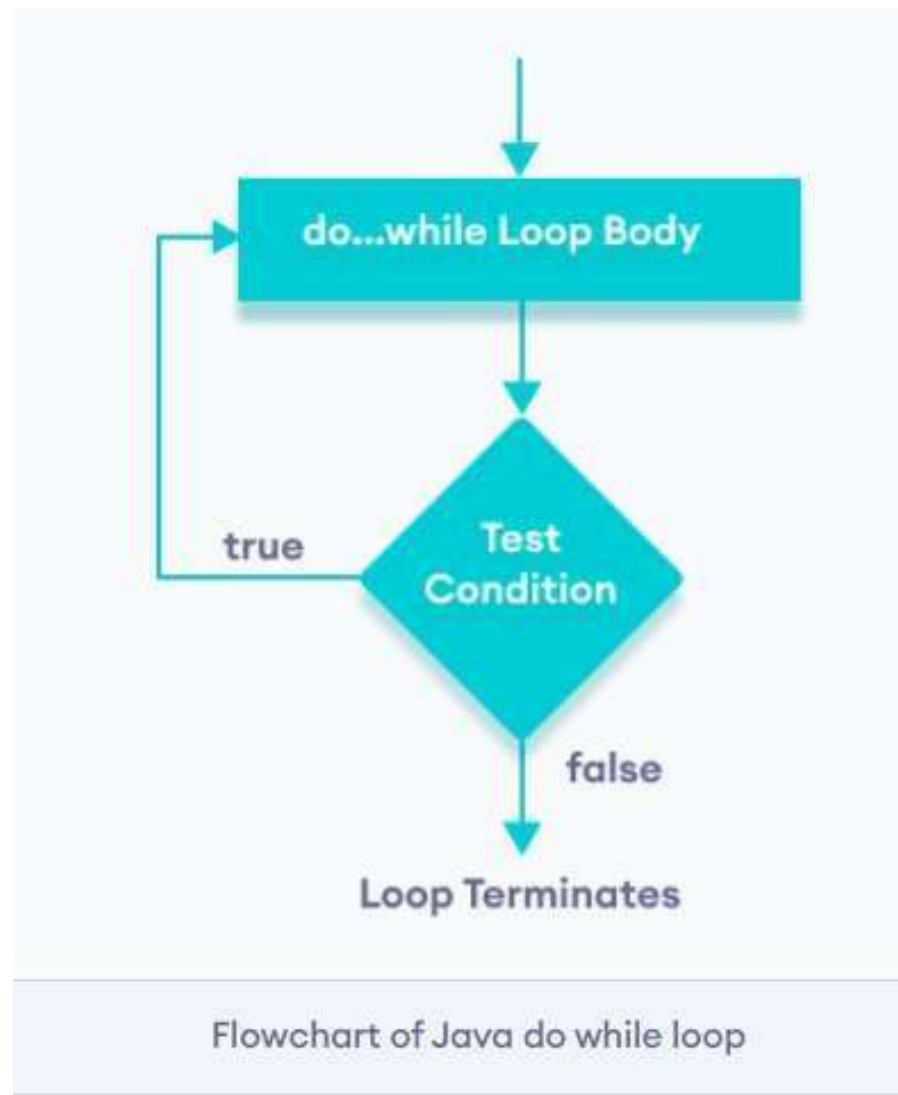 do...while Loop Body
true
Test
Condition
false
Loop Terminates
Flowchart of Java do while loop